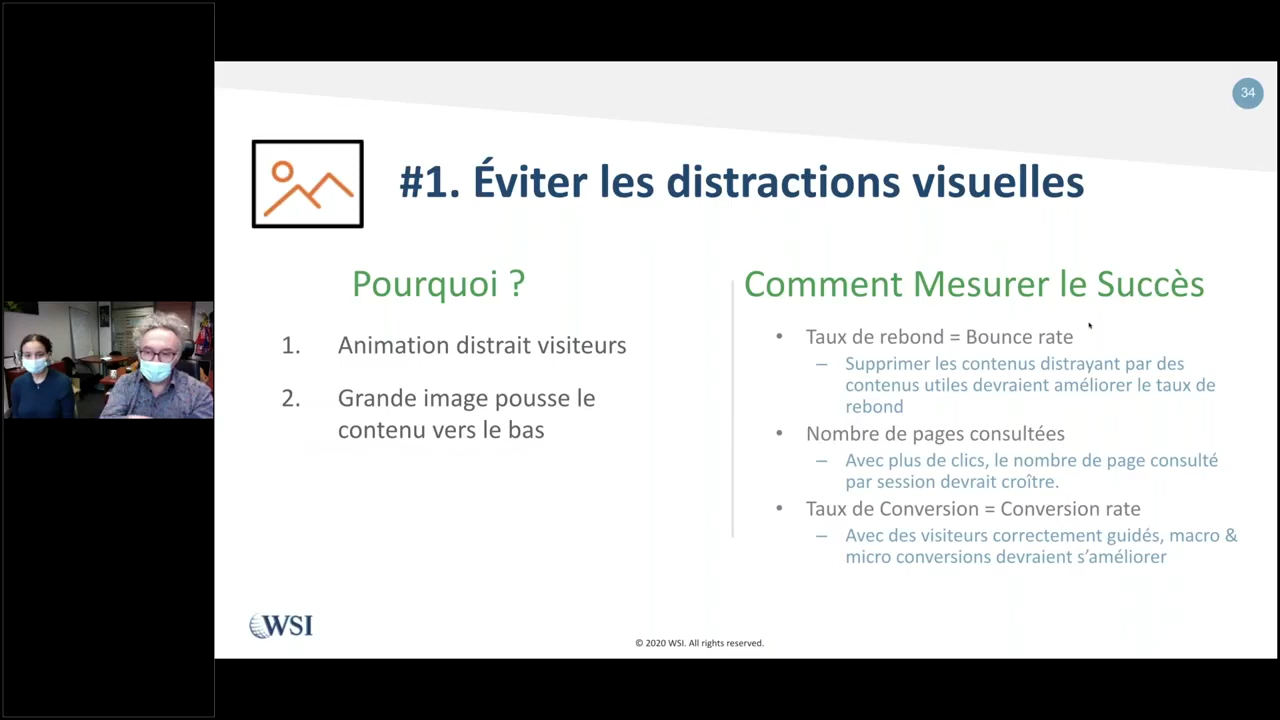 34
#1. Éviter les distractions visuelles
Pourquoi ?
1. Animation distrait visiteurs
2. Grande image pousse le
contenu vers le bas
Comment Mesurer le Succès
• Taux de rebond = Bounce rate
– Supprimer les contenus distrayant par des
contenus utiles devraient améliorer le taux de
rebond
• Nombre de pages consultées
– Avec plus de clics, le nombre de page consulté
par session devrait croître.
• Taux de Conversion = Conversion rate
– Avec des visiteurs correctement guidés, macro &
micro conversions devraient s’améliorer
WSI
© 2020 WSI. All rights reserved.